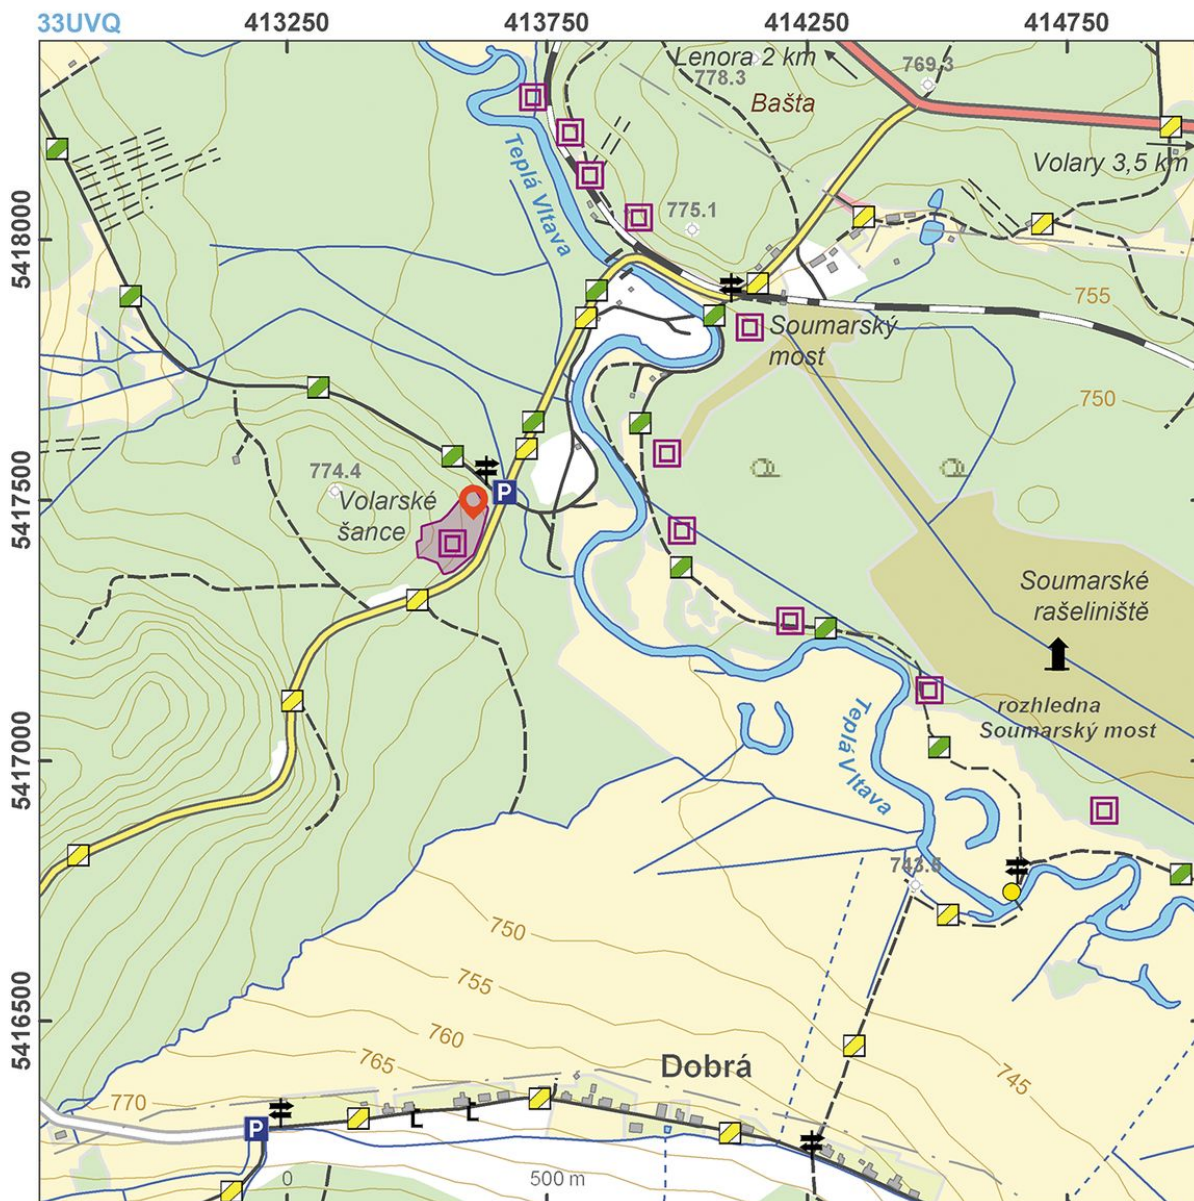 33UVQ 413250 413750 414250 414750
Lenora 2 km
778.3
769.3
Bašta
Teplá Vltava
Volary 3,5 km
775.1
5418000
755
Soumarský
most
750
774.4
Volarské
šance
P
5417500
Soumarské
rašeliniště
rozhledna
Soumarský most
Teplá Vltava
5417000
743.5
750
755
760
765
770
745
5416500
Dobrá
P
0 500 m